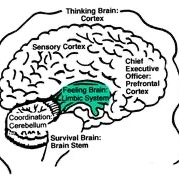 Thinking Brain:
Cortex
Sensory Cortex
Chief
Executive
Officer:
Prefrontal
Cortex
Feeling Brain:
Limbic System
Coordination:
Cerebellum
Survival Brain:
Brain Stem